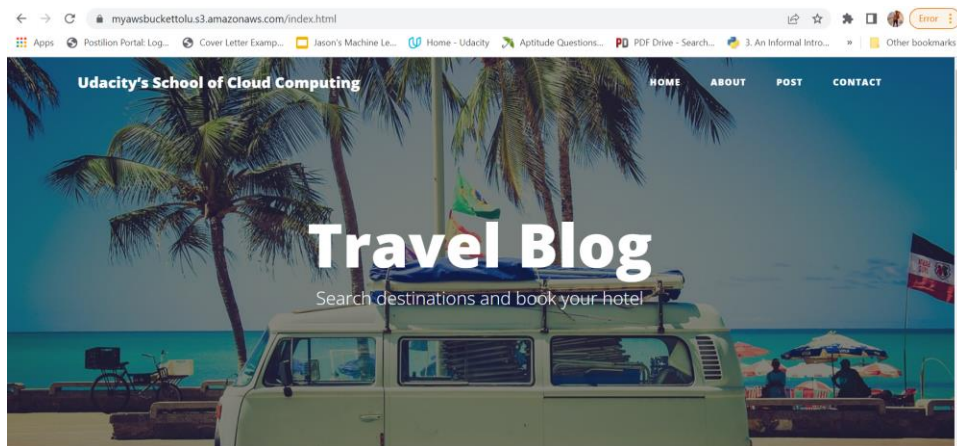 myawsbuckettolu.s3.amazonaws.com/index.html
Error
Apps Postilion Portal: Log... Cover Letter Examp... Jason's Machine Le... Home - Udacity Aptitude Questions... PDF Drive - Search... 3. An Informal Intro... » Other bookmarks
Udacity's School of Cloud Computing HOME ABOUT POST CONTACT
Travel Blog
Search destinations and book your hotel